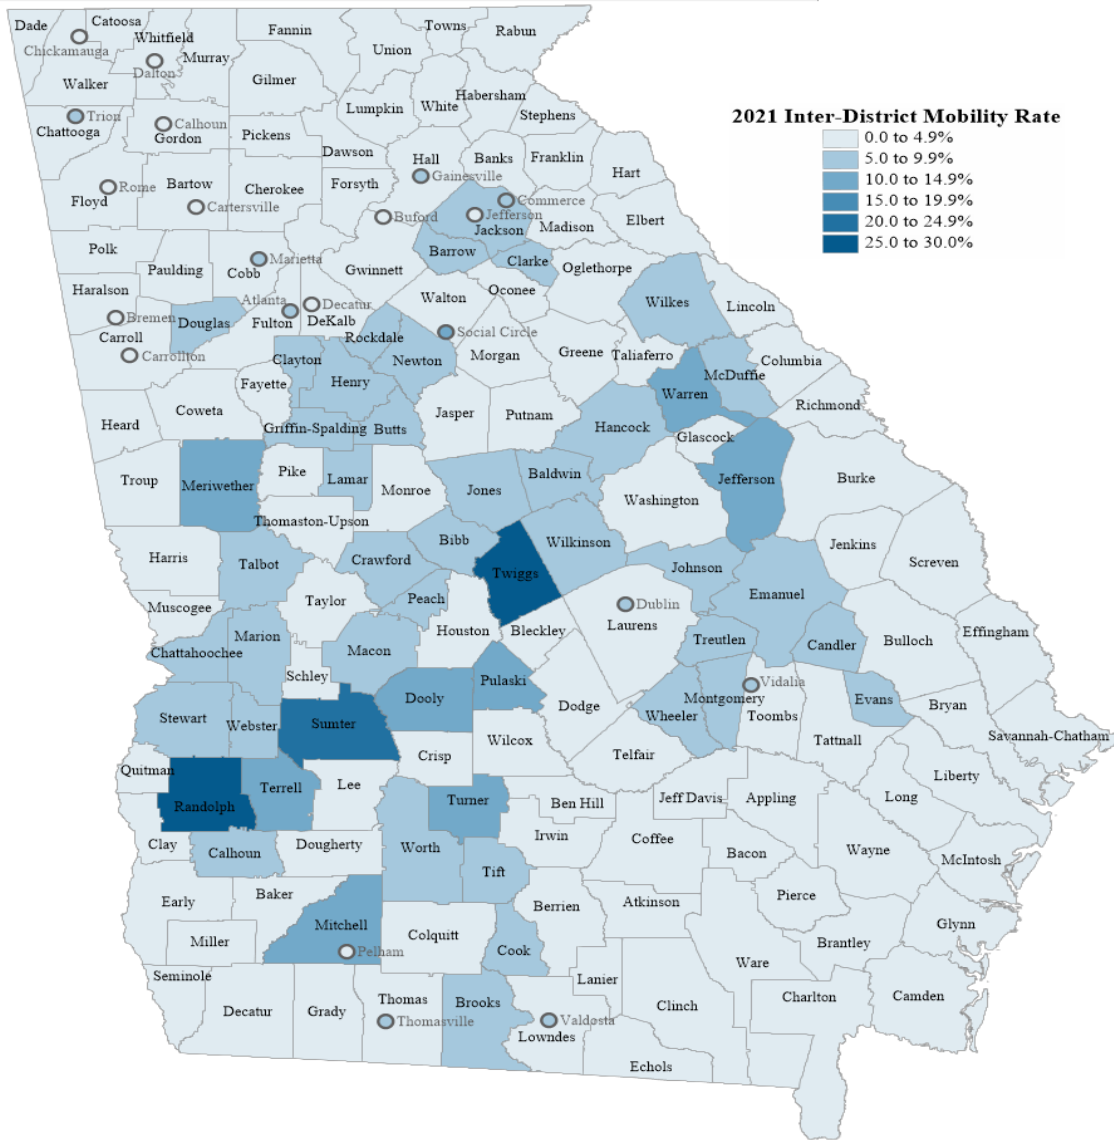 Dade
Catoosa
Whitfield
Murray
Fannin
Union
Towns
Rabun
Chickamauga
Dalton
Walker
Gilmer
White
Habersham
Lumpkin
Stephens
Trion
Chattooga
Calhoun
Gordon
Pickens
Dawson
2021 Inter-District Mobility Rate
0.0 to 4.9%
5.0 to 9.9%
10.0 to 14.9%
15.0 to 19.9%
20.0 to 24.9%
25.0 to 30.0%
Hall
Banks
Franklin
Hart
Gainesville
Rome
Floyd
Bartow
Cherokee
Forsyth
Cartersville
Buford
Commerce
Jefferson
Jackson
Madison
Elbert
Polk
Paulding
Cobb
Marietta
Gwinnett
Barrow
Clarke
Oglethorpe
Haralson
Atlanta
Decatur
Walton
Oconee
Wilkes
Lincoln
Bremen
Carroll
Douglas
Fulton
DeKalb
Rockdale
Social Circle
Carrollton
Clayton
Newton
Morgan
Greene
Taliaferro
Columbia
McDuffie
Fayette
Henry
Warren
Richmond
Heard
Coweta
Griffin-Spalding
Butts
Jasper
Putnam
Hancock
Glascock
Troup
Meriwether
Pike
Lamar
Monroe
Jones
Baldwin
Washington
Jefferson
Burke
Thomaston-Upson
Harris
Talbot
Crawford
Bibb
Twiggs
Wilkinson
Johnson
Jenkins
Screven
Muscogee
Taylor
Peach
Houston
Bleckley
Dublin
Laurens
Emanuel
Chattahoochee
Marion
Macon
Treutlen
Candler
Bulloch
Effingham
Schley
Stewart
Webster
Sumter
Dooly
Pulaski
Dodge
Wheeler
Montgomery
Vidalia
Toombs
Evans
Bryan
Tattnall
Savannah-Chatham
Quitman
Randolph
Terrell
Lee
Crisp
Wilcox
Telfair
Liberty
Turner
Ben Hill
Jeff Davis
Appling
Long
Clay
Calhoun
Dougherty
Worth
Irwin
Coffee
Bacon
Wayne
McIntosh
Tift
Early
Baker
Berrien
Atkinson
Pierce
Miller
Mitchell
Pelham
Colquitt
Cook
Brantley
Glynn
Seminole
Lanier
Ware
Decatur
Grady
Thomas
Thomasville
Brooks
Valdosta
Lowndes
Clinch
Charlton
Camden
Echols